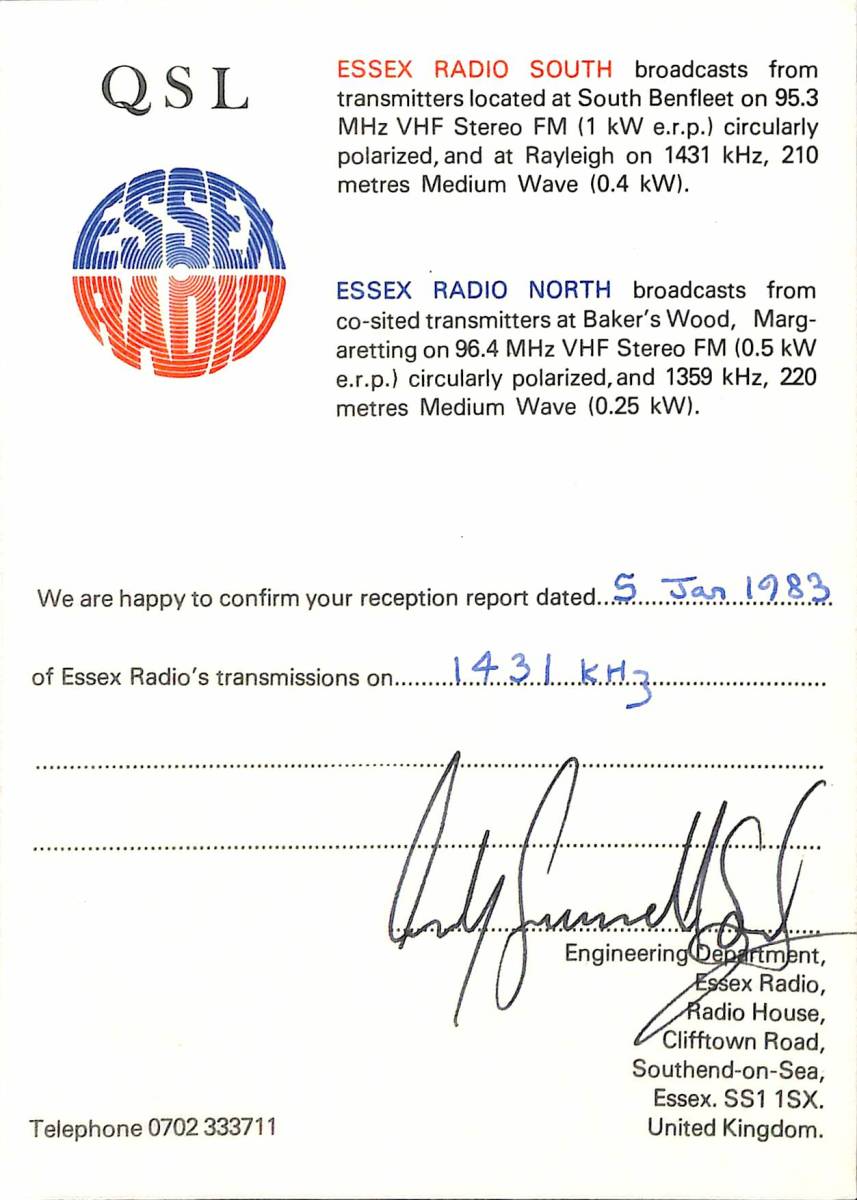 QSL
ESSEX
RADIO
ESSEX RADIO SOUTH broadcasts from
transmitters located at South Benfleet on 95.3
MHz VHF Stereo FM (1 kW e.r.p.) circularly
polarized, and at Rayleigh on 1431 kHz, 210
metres Medium Wave (0.4 kW).
ESSEX RADIO NORTH broadcasts from
co-sited transmitters at Baker's Wood, Marg-
aretting on 96.4 MHz VHF Stereo FM (0.5 kW
e.r.p.) circularly polarized, and 1359 kHz, 220
metres Medium Wave (0.25 kW).
We are happy to confirm your reception report dated 5 Jan 1983
of Essex Radio's transmissions on 1431 KHz
Engineering Department,
Essex Radio,
Radio House,
Clifftown Road,
Southend-on-Sea,
Essex. SS1 1SX.
Telephone 0702 333711 United Kingdom.